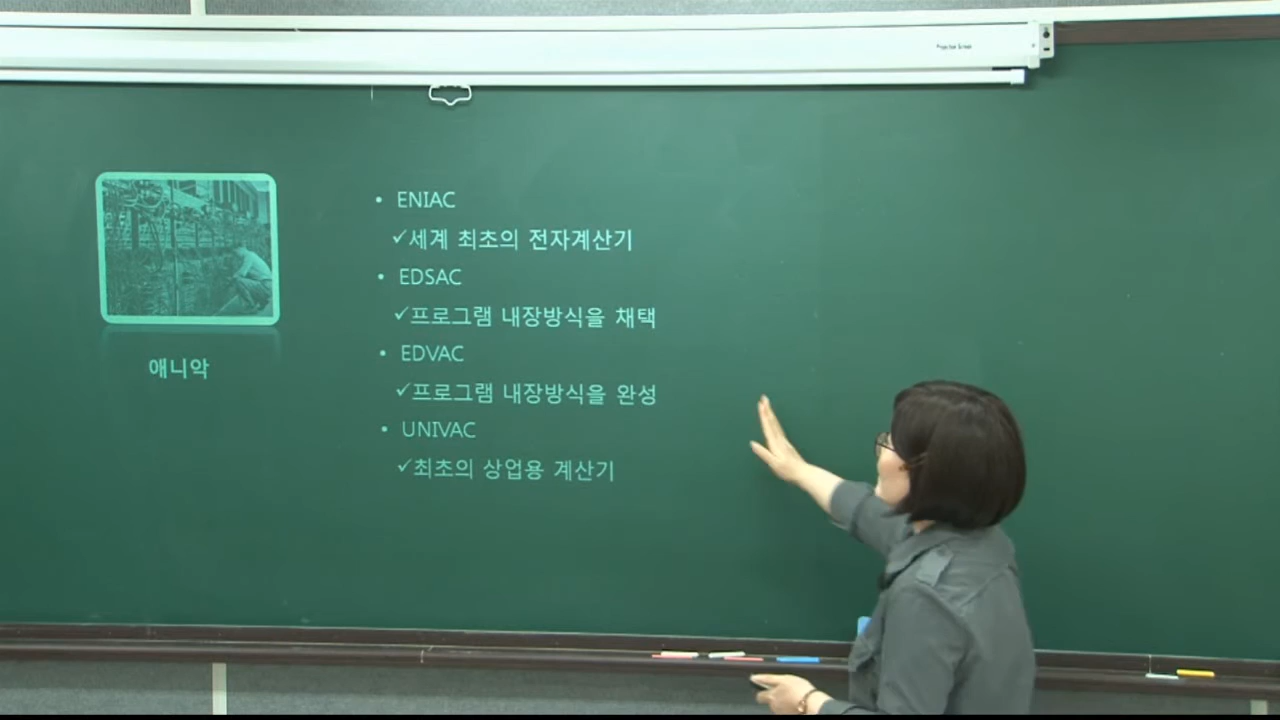 애니악
• ENIAC
✓세계 최초의 전자계산기
• EDSAC
✓프로그램 내장방식을 채택
• EDVAC
✓프로그램 내장방식을 완성
• UNIVAC
✓최초의 상업용 계산기